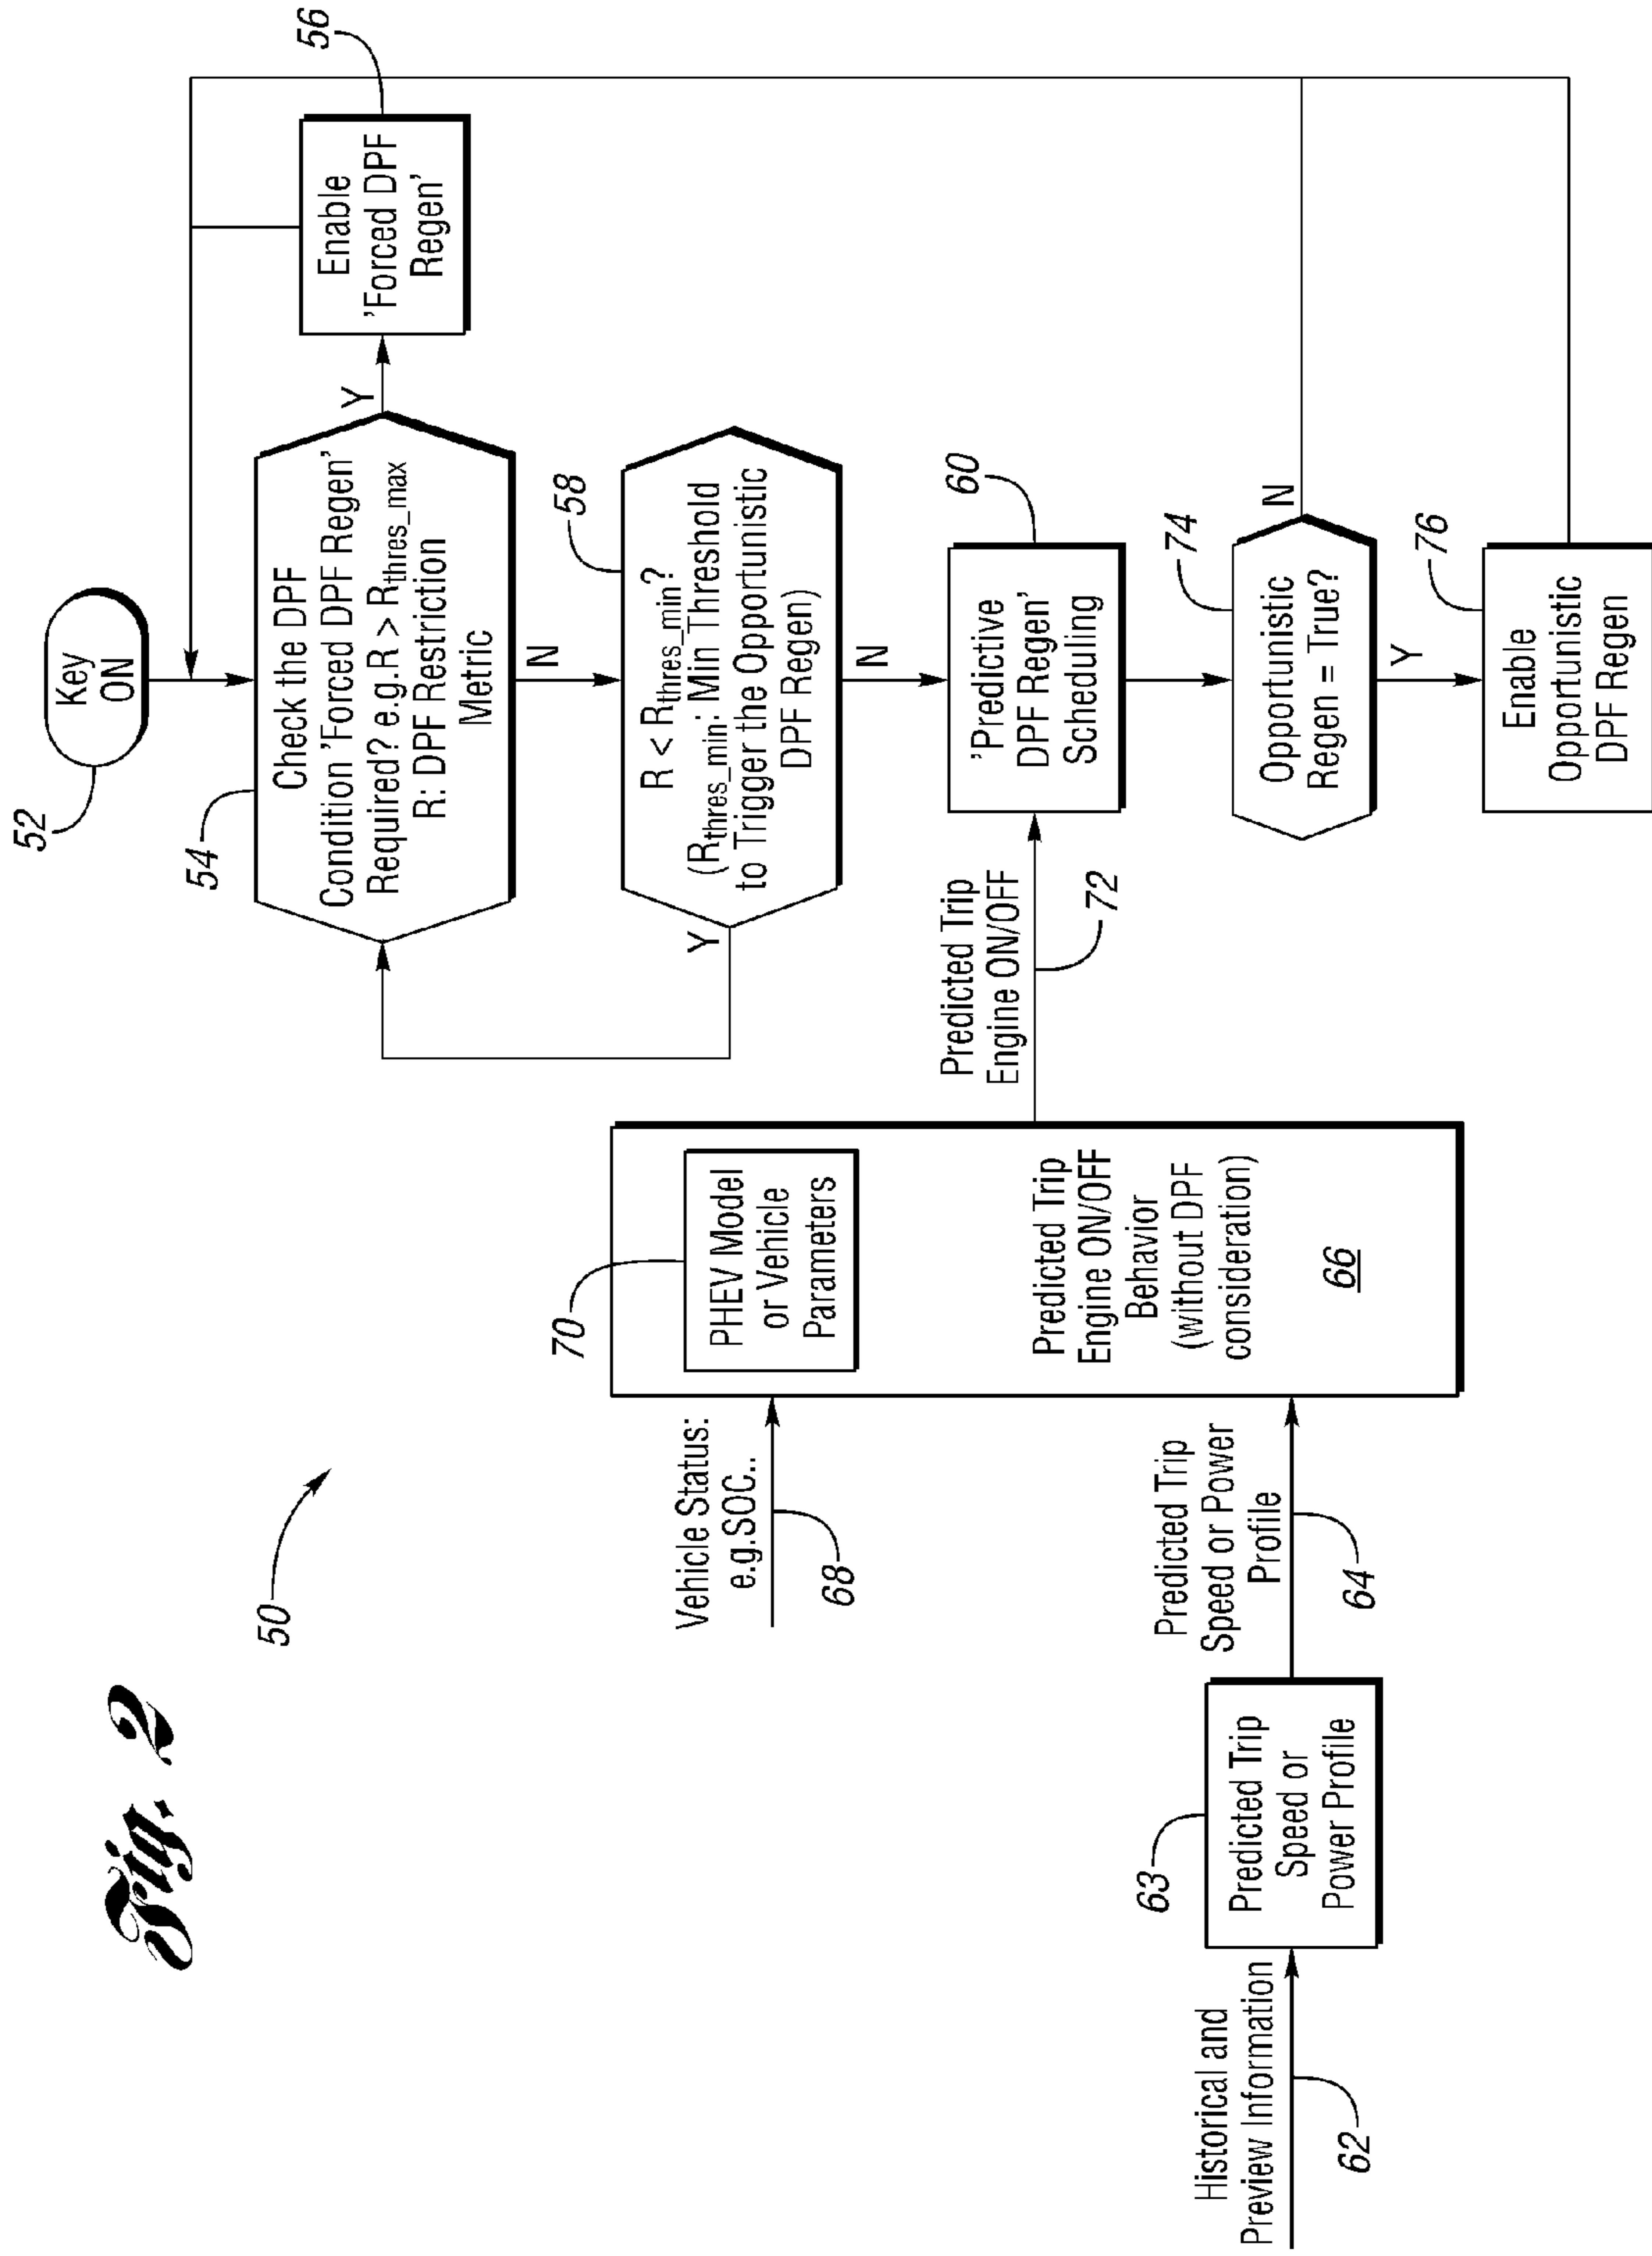 Fig. 2
50
52
Key
ON
54
Check the DPF
Condition 'Forced DPF Regen'
Required? e.g.R > Rthres_max
R: DPF Restriction
Metric
Y
56
Enable
'Forced DPF
Regen'
N
58
R < Rthres_min?
(Rthres_min: Min Threshold
to Trigger the Opportunistic
DPF Regen)
Y
N
60
'Predictive
DPF Regen'
Scheduling
74
Opportunistic
Regen = True?
N
Y
76
Enable
Opportunistic
DPF Regen
Predicted Trip
Engine ON/OFF
72
70
PHEV Model
or Vehicle
Parameters
Predicted Trip
Engine ON/OFF
Behavior
(without DPF
consideration)
66
Vehicle Status:
e.g.SOC..
68
Predicted Trip
Speed or Power
Profile
64
63
Predicted Trip
Speed or
Power Profile
Historical and
Preview Information
62